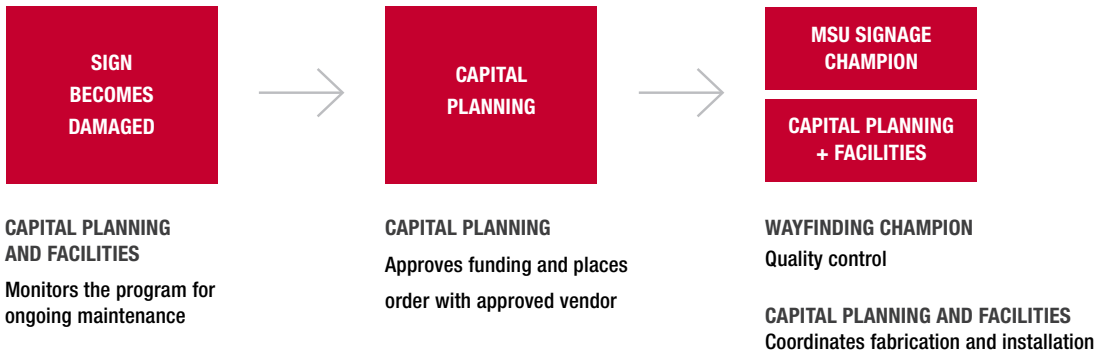 SIGN
BECOMES
DAMAGED
CAPITAL
PLANNING
MSU SIGNAGE
CHAMPION
CAPITAL PLANNING
+ FACILITIES
CAPITAL PLANNING
AND FACILITIES
Monitors the program for
ongoing maintenance
CAPITAL PLANNING
Approves funding and places
order with approved vendor
WAYFINDING CHAMPION
Quality control
CAPITAL PLANNING AND FACILITIES
Coordinates fabrication and installation